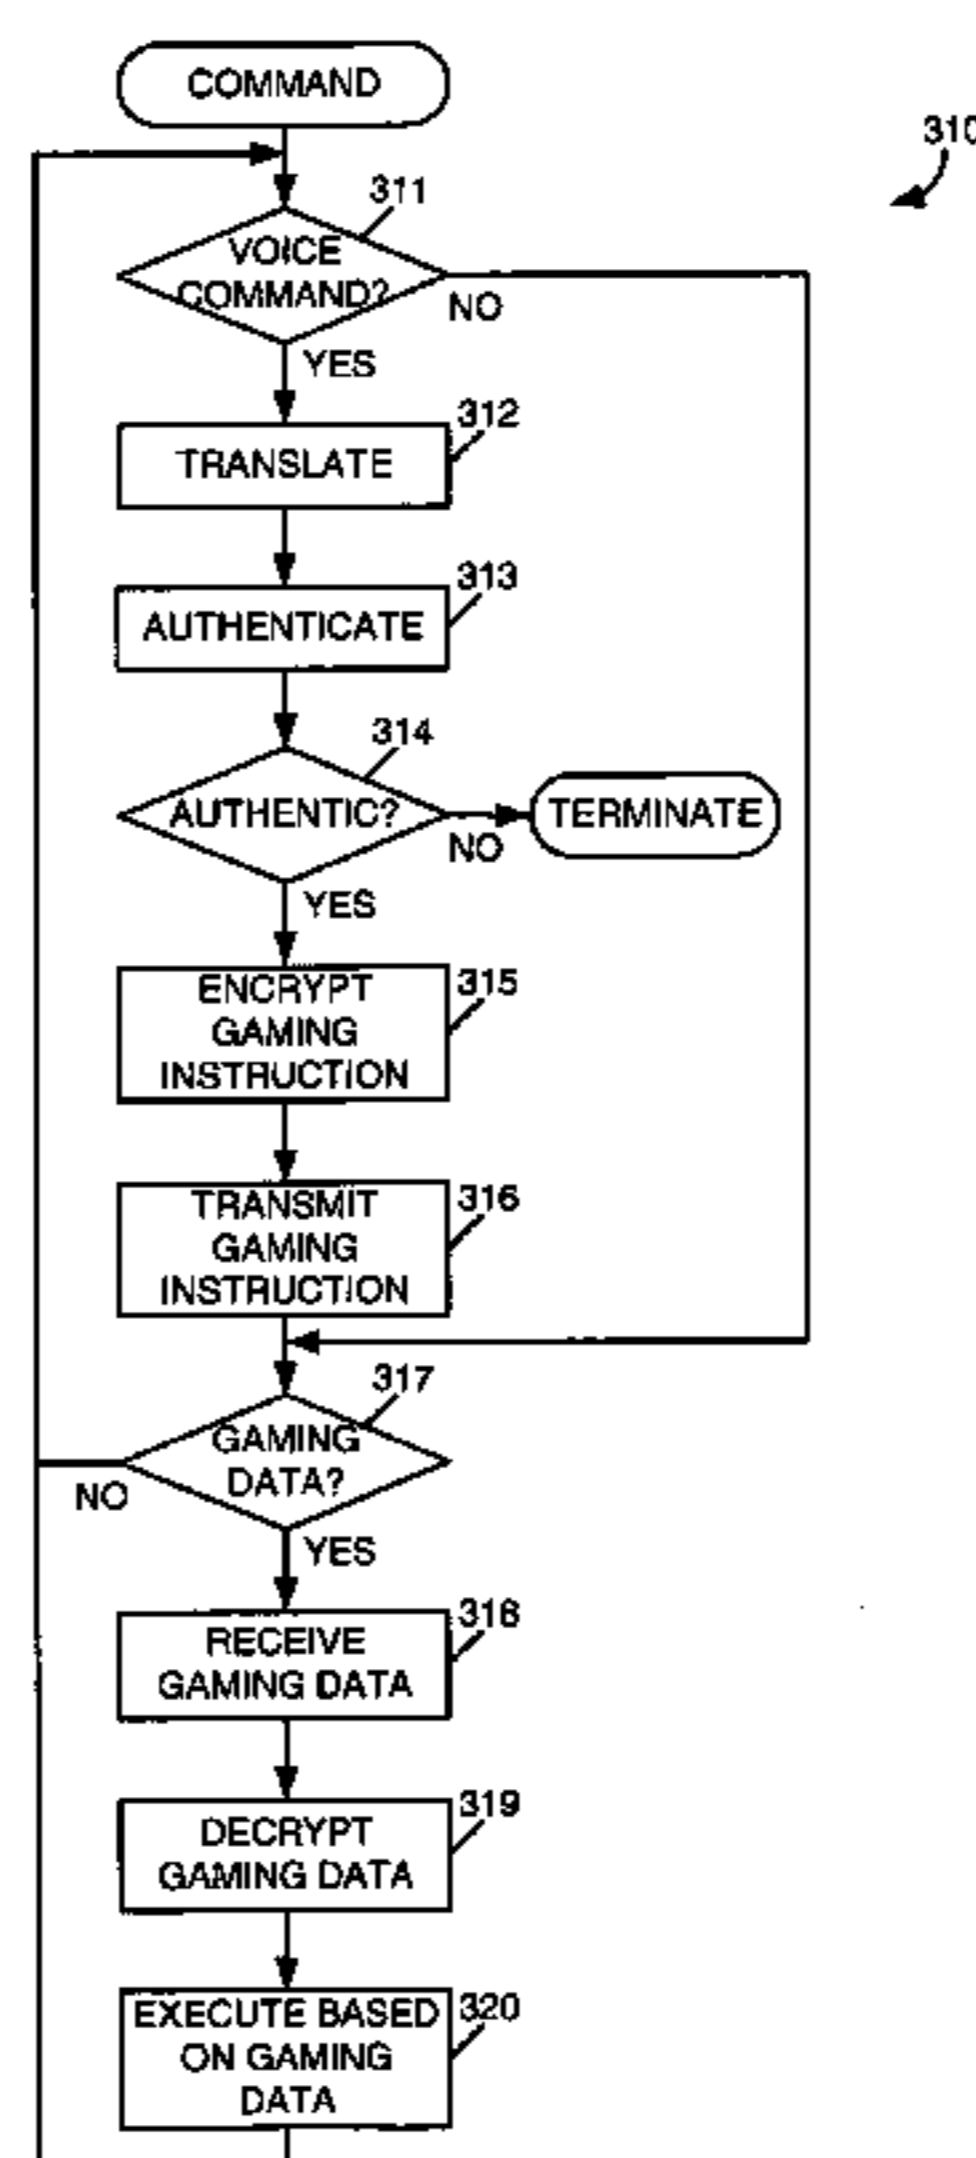 COMMAND
310
311
VOICE
COMMAND?
NO
YES
312
TRANSLATE
313
AUTHENTICATE
314
AUTHENTIC?
NO
TERMINATE
YES
315
ENCRYPT
GAMING
INSTRUCTION
316
TRANSMIT
GAMING
INSTRUCTION
317
GAMING
DATA?
NO
YES
318
RECEIVE
GAMING DATA
319
DECRYPT
GAMING DATA
320
EXECUTE BASED
ON GAMING
DATA